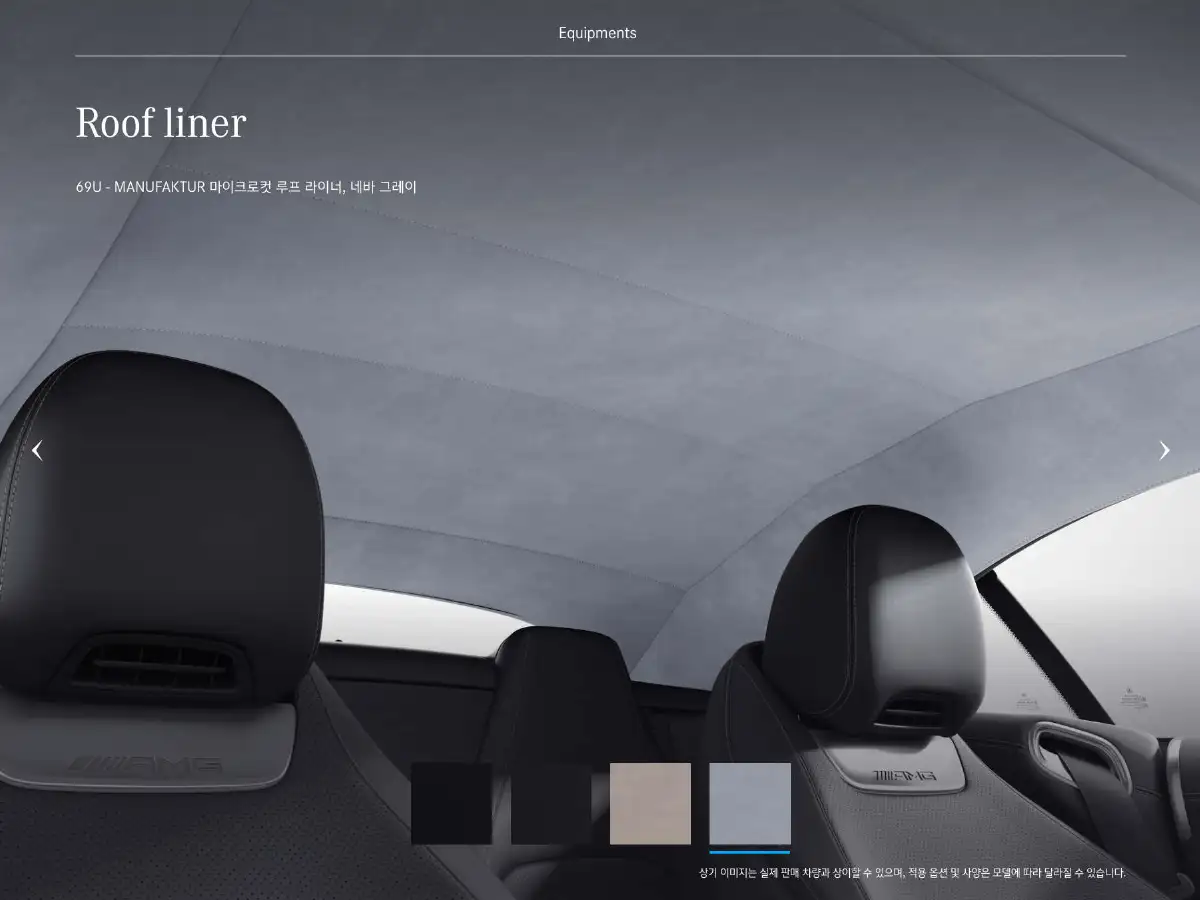 Equipments
Roof liner
69U - MANUFAKTUR 마이크로컷 루프 라이너, 네바 그레이
AMG
AMG
상기 이미지는 실제 판매 차량과 상이할 수 있으며, 적용 옵션 및 사양은 모델에 따라 달라질 수 있습니다.